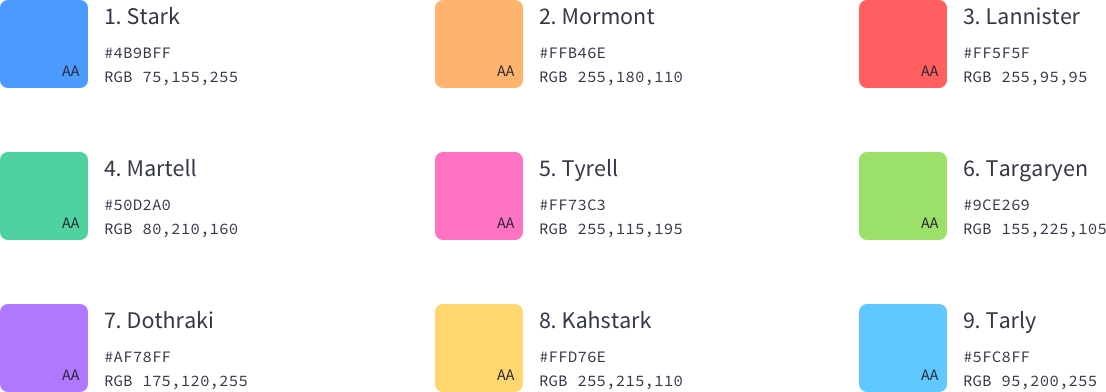 1. Stark
#4B9BFF
RGB 75,155,255
AA
2. Mormont
#FFB46E
RGB 255,180,110
AA
3. Lannister
#FF5F5F
RGB 255,95,95
AA
4. Martell
#50D2A0
RGB 80,210,160
AA
5. Tyrell
#FF73C3
RGB 255,115,195
AA
6. Targaryen
#9CE269
RGB 155,225,105
AA
7. Dothraki
#AF78FF
RGB 175,120,255
AA
8. Kahstark
#FFD76E
RGB 255,215,110
AA
9. Tarly
#5FC8FF
RGB 95,200,255
AA